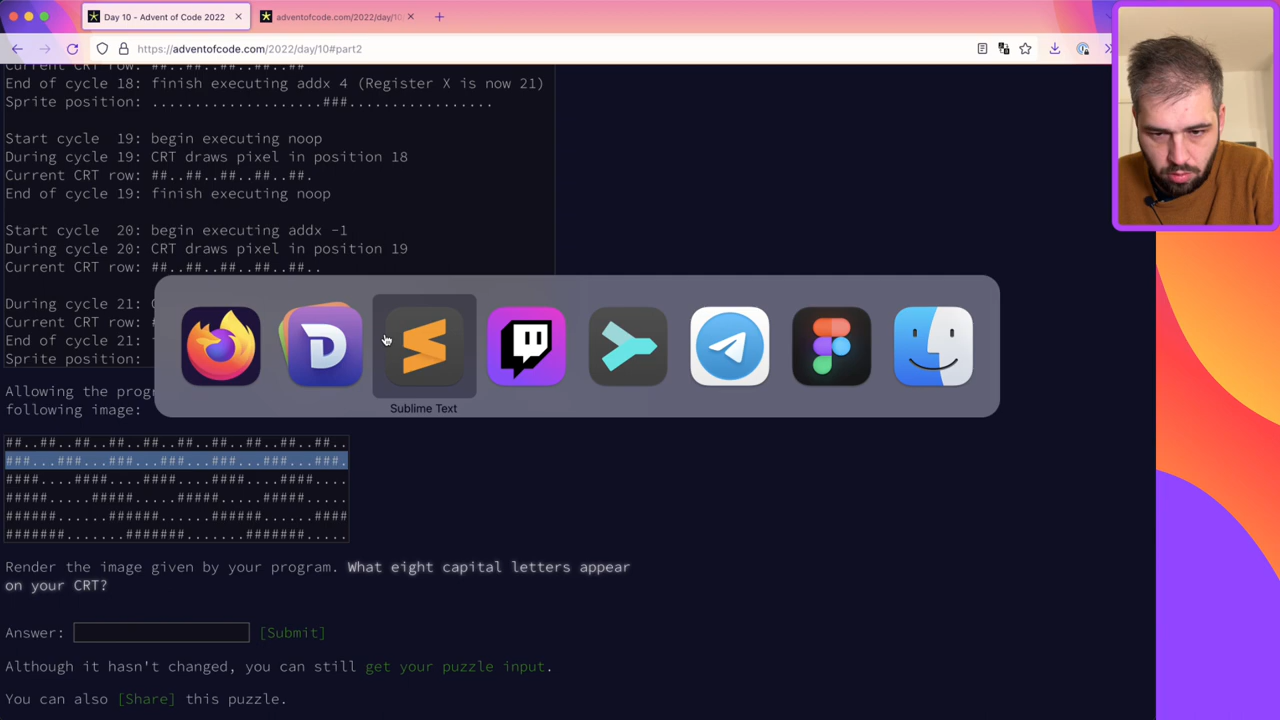 Day 10 - Advent of Code 2022
adventofcode.com/2022/day/10
https://adventofcode.com/2022/day/10#part2
Current CRT row: ##..##..##..##..##
End of cycle 18: finish executing addx 4 (Register X is now 21)
Sprite position: ....................###.................
Start cycle  19: begin executing noop
During cycle 19: CRT draws pixel in position 18
Current CRT row: ##..##..##..##..##.
End of cycle 19: finish executing noop
Start cycle  20: begin executing addx -1
During cycle 20: CRT draws pixel in position 19
Current CRT row: ##..##..##..##..##..
During cycle 21:
Current CRT row:
End of cycle 21:
Sprite position:
Allowing the
following image:
Sublime Text
##..##..##..##..##..##..##..##..##..##..
###...###...###...###...###...###...###.
####....####....####....####....####....
#####.....#####.....#####.....#####.....
######......######......######......####
#######.......#######.......#######.....
Render the image given by your program. What eight capital letters appear
on your CRT?
Answer: [Submit]
Although it hasn't changed, you can still get your puzzle input.
You can also [Share] this puzzle.